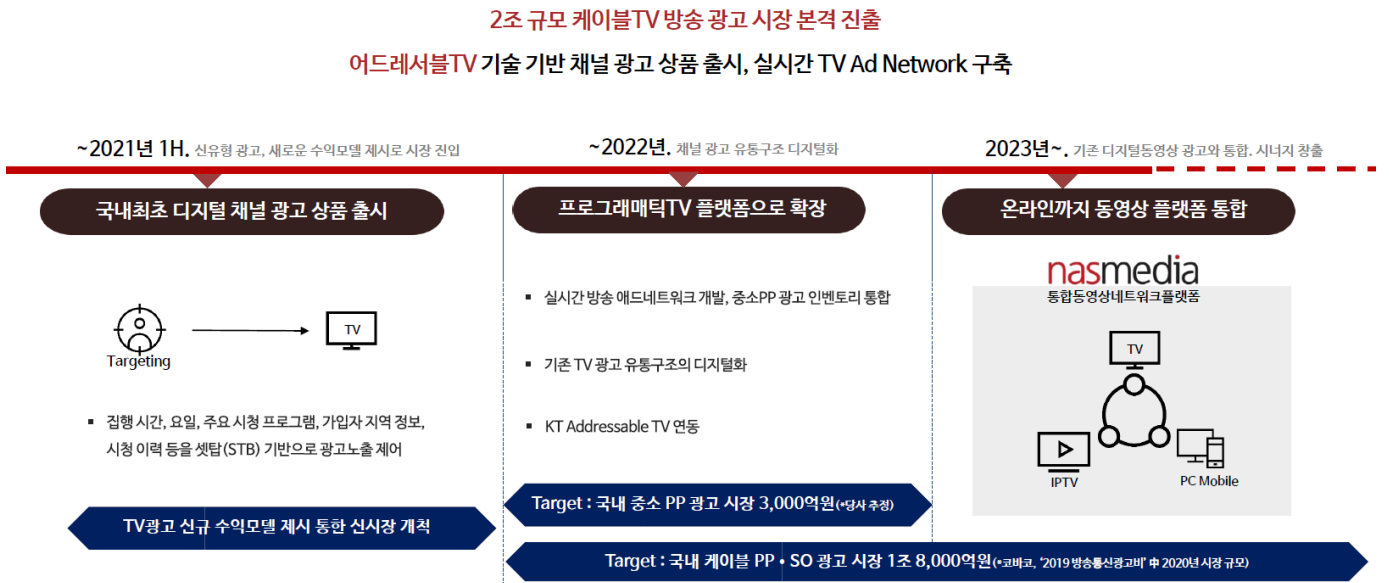 2조 규모 케이블TV 방송 광고 시장 본격 진출
어드레서블TV 기술 기반 채널 광고 상품 출시, 실시간 TV Ad Network 구축
~2021년 1H. 신유형 광고, 새로운 수익모델 제시로 시장 진입
국내최초 디지털 채널 광고 상품 출시
Targeting
TV
▪ 집행 시간, 요일, 주요 시청 프로그램, 가입자 지역 정보,
시청 이력 등을 셋탑(STB) 기반으로 광고노출 제어
TV광고 신규 수익모델 제시 통한 신시장 개척
~2022년. 채널 광고 유통구조 디지털화
프로그래매틱TV 플랫폼으로 확장
▪ 실시간 방송 애드네트워크 개발, 중소PP 광고 인벤토리 통합
▪ 기존 TV 광고 유통구조의 디지털화
▪ KT Addressable TV 연동
Target : 국내 중소 PP 광고 시장 3,000억원(*당사 추정)
2023년~. 기존 디지털동영상 광고와 통합. 시너지 창출
온라인까지 동영상 플랫폼 통합
nasmedia
통합동영상네트워크플랫폼
TV
IPTV
PC Mobile
Target : 국내 케이블 PP • SO 광고 시장 1조 8,000억원(*코바코, ‘2019 방송통신광고비’ 中 2020년 시장 규모)